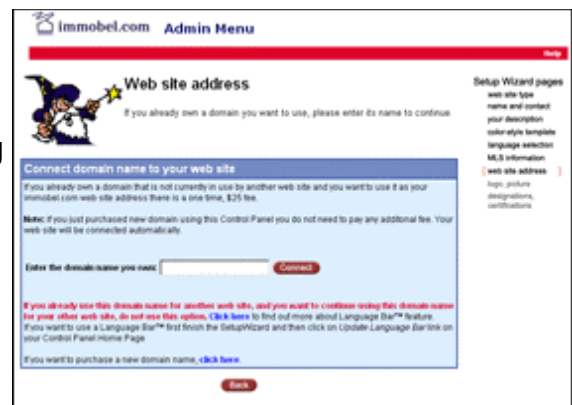 immobel.com Admin Menu
Help
Web site address
If you already own a domain you want to use, please enter its name to continue
Setup Wizard pages
web site type
name and contact
your description
color-style template
language selection
MLS information
[ web site address ]
logo, picture
designations,
certifications
Connect domain name to your web site
If you already own a domain that is not currently in use by another web site and you want to use it as your
immobel.com web site address there is a one time, $25 fee.
Note: If you just purchased new domain using this Control Panel you do not need to pay any additional fee. Your
web site will be connected automatically.
Enter the domain name you own: Connect
If you already use this domain name for another web site, and you want to continue using this domain name
for your other web site, do not use this option, Click here to find out more about Language Bar™ feature.
If you want to use a Language Bar™ first finish the SetupWizard and then click on Update Language Bar link on
your Control Panel Home Page
If you want to purchase a new domain name, click here.
Back